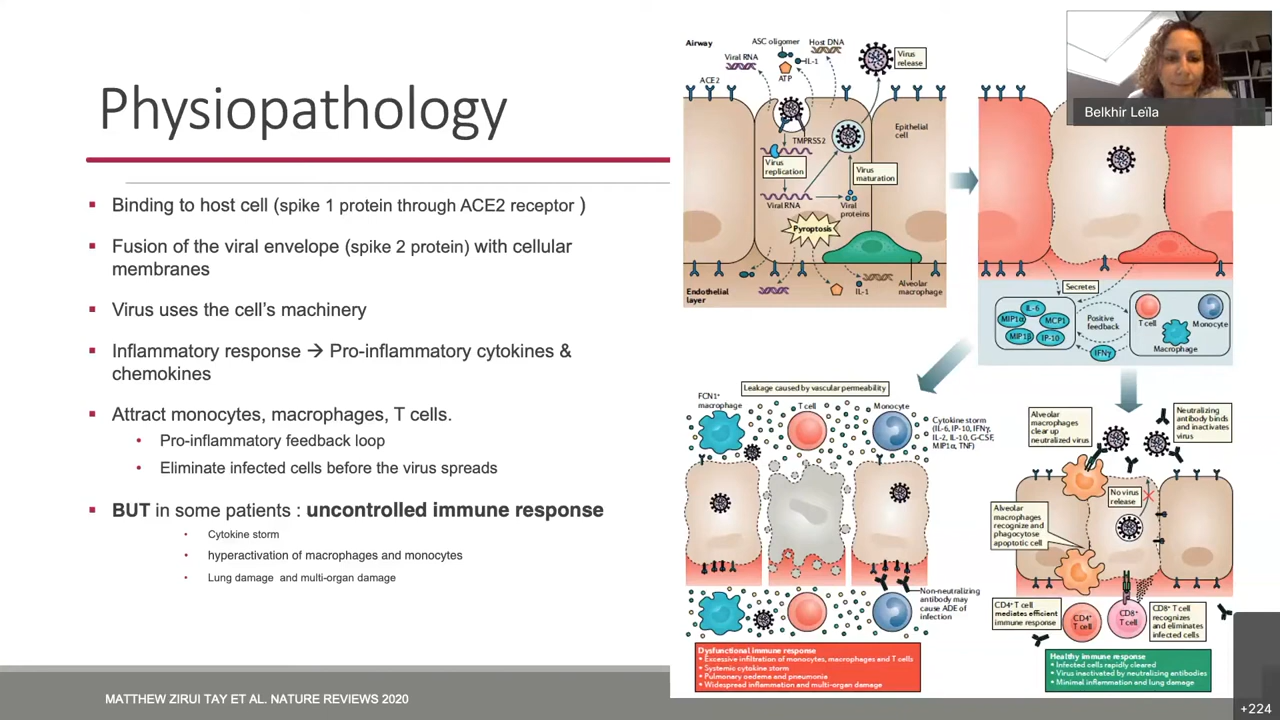 Physiopathology
Binding to host cell (spike 1 protein through ACE2 receptor )
Fusion of the viral envelope (spike 2 protein) with cellular
membranes
Virus uses the cell's machinery
Inflammatory response → Pro-inflammatory cytokines &
chemokines
Attract monocytes, macrophages, T cells.
Pro-inflammatory feedback loop
Eliminate infected cells before the virus spreads
BUT in some patients : uncontrolled immune response
Cytokine storm
hyperactivation of macrophages and monocytes
Lung damage and multi-organ damage
MATTHEW ZIRUI TAY ET AL. NATURE REVIEWS 2020
Airway
ASC oligomer
Host DNA
Viral RNA
IL-1
ATP
ACE2
Virus
release
TMPRSS2
Epithelial
cell
Virus
replication
Virus
maturation
Viral RNA
Viral
proteins
Pyroptosis
Endothelial
layer
IL-1
Alveolar
macrophage
Belkhir Leïla
Secretes
IL-6
MIP1α
MCP1
MIP1β
IP-10
Positive
feedback
IFNγ
T cell
Monocyte
Macrophage
Leakage caused by vascular permeability
FCN1⁺
macrophage
T cell
Monocyte
Cytokine storm
(IL-6, IP-10, IFNγ,
IL-2, IL-10, G-CSF,
MIP1α, TNF)
Non-neutralizing
antibody may
cause ADE of
infection
Dysfunctional immune response
• Excessive infiltration of monocytes, macrophages and T cells
• Systemic cytokine storm
• Pulmonary oedema and pneumonia
• Widespread inflammation and multi-organ damage
Alveolar
macrophages
clear up
neutralized virus
Neutralizing
antibody binds
and inactivates
virus
No virus
release
Alveolar
macrophages
recognize and
phagocytose
apoptotic cell
CD4⁺ T cell
mediates efficient
immune response
CD4⁺
T cell
CD8⁺
T cell
CD8⁺ T cell
recognizes
and eliminates
infected cells
Healthy immune response
• Infected cells rapidly cleared
• Virus inactivated by neutralizing antibodies
• Minimal inflammation and lung damage
+224